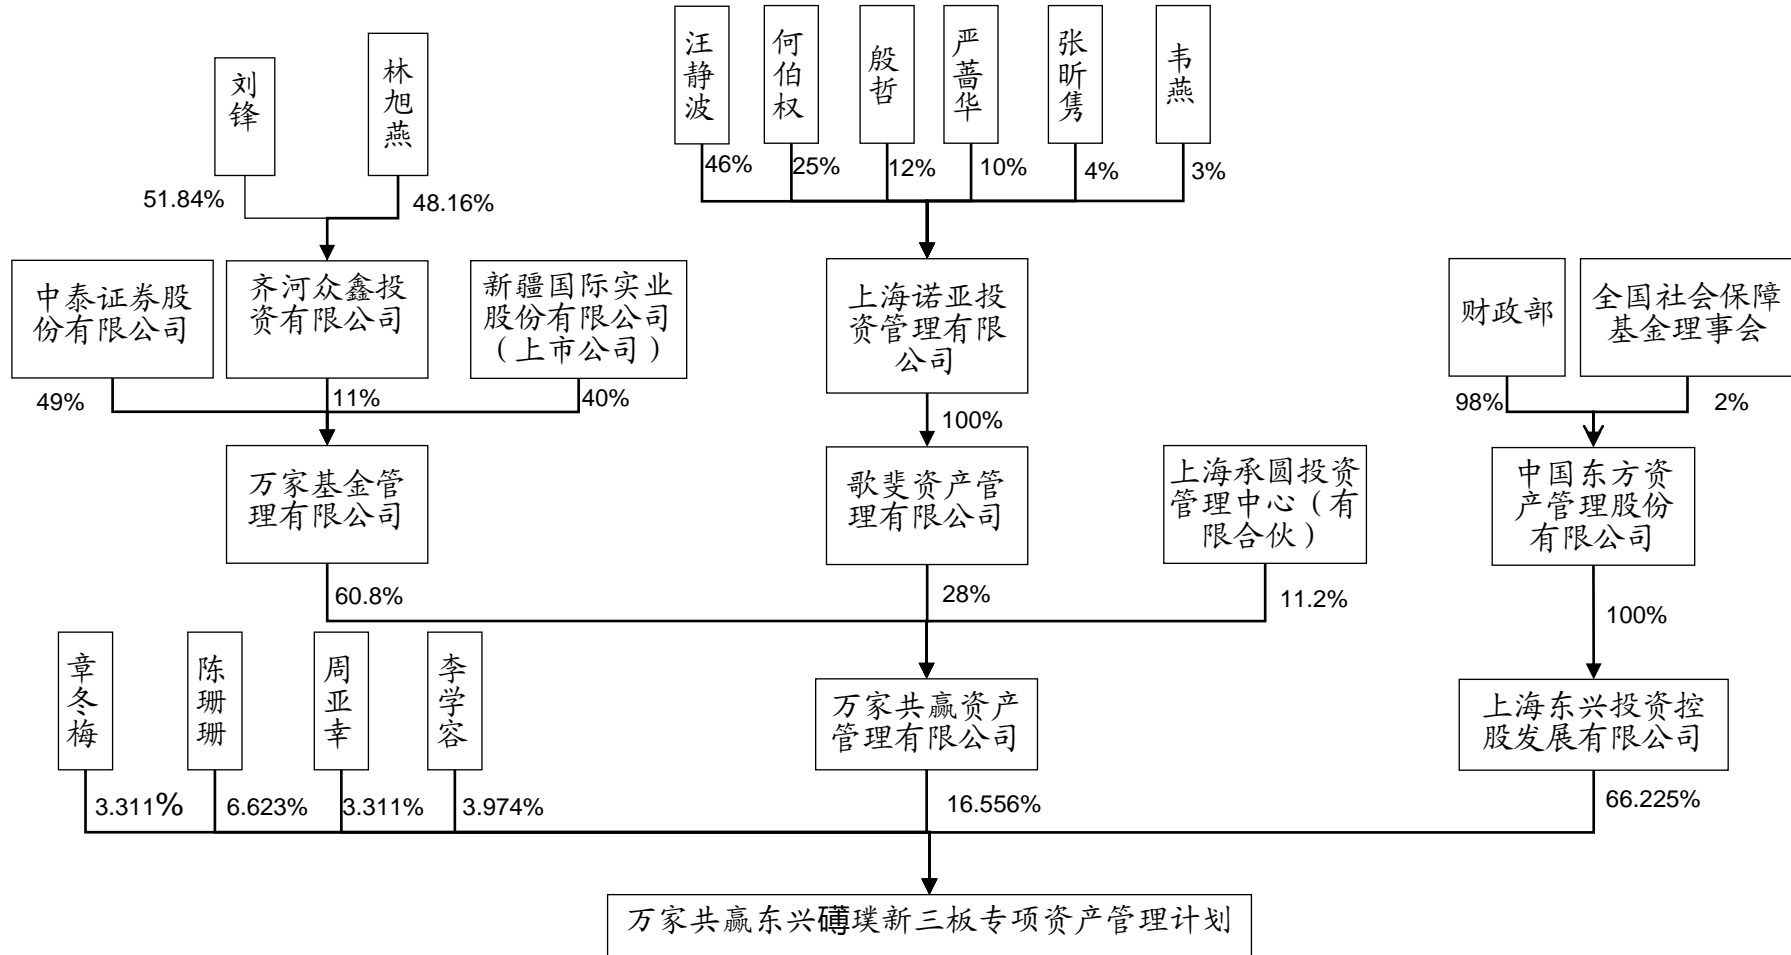 刘锋
林旭燕
汪静波
何伯权
殷哲
严蔷华
张昕隽
韦燕
51.84%
48.16%
46%
25%
12%
10%
4%
3%
中泰证券股
份有限公司
齐河众鑫投
资有限公司
新疆国际实业
股份有限公司
（上市公司）
上海诺亚投
资管理有限
公司
财政部
全国社会保障
基金理事会
49%
11%
40%
100%
98%
2%
万家基金管
理有限公司
歌斐资产管
理有限公司
上海承圆投资
管理中心（有
限合伙）
中国东方资
产管理股份
有限公司
60.8%
28%
11.2%
100%
章冬梅
陈珊珊
周亚幸
李学容
万家共赢资产
管理有限公司
上海东兴投资控
股发展有限公司
3.311%
6.623%
3.311%
3.974%
16.556%
66.225%
万家共赢东兴礡璞新三板专项资产管理计划